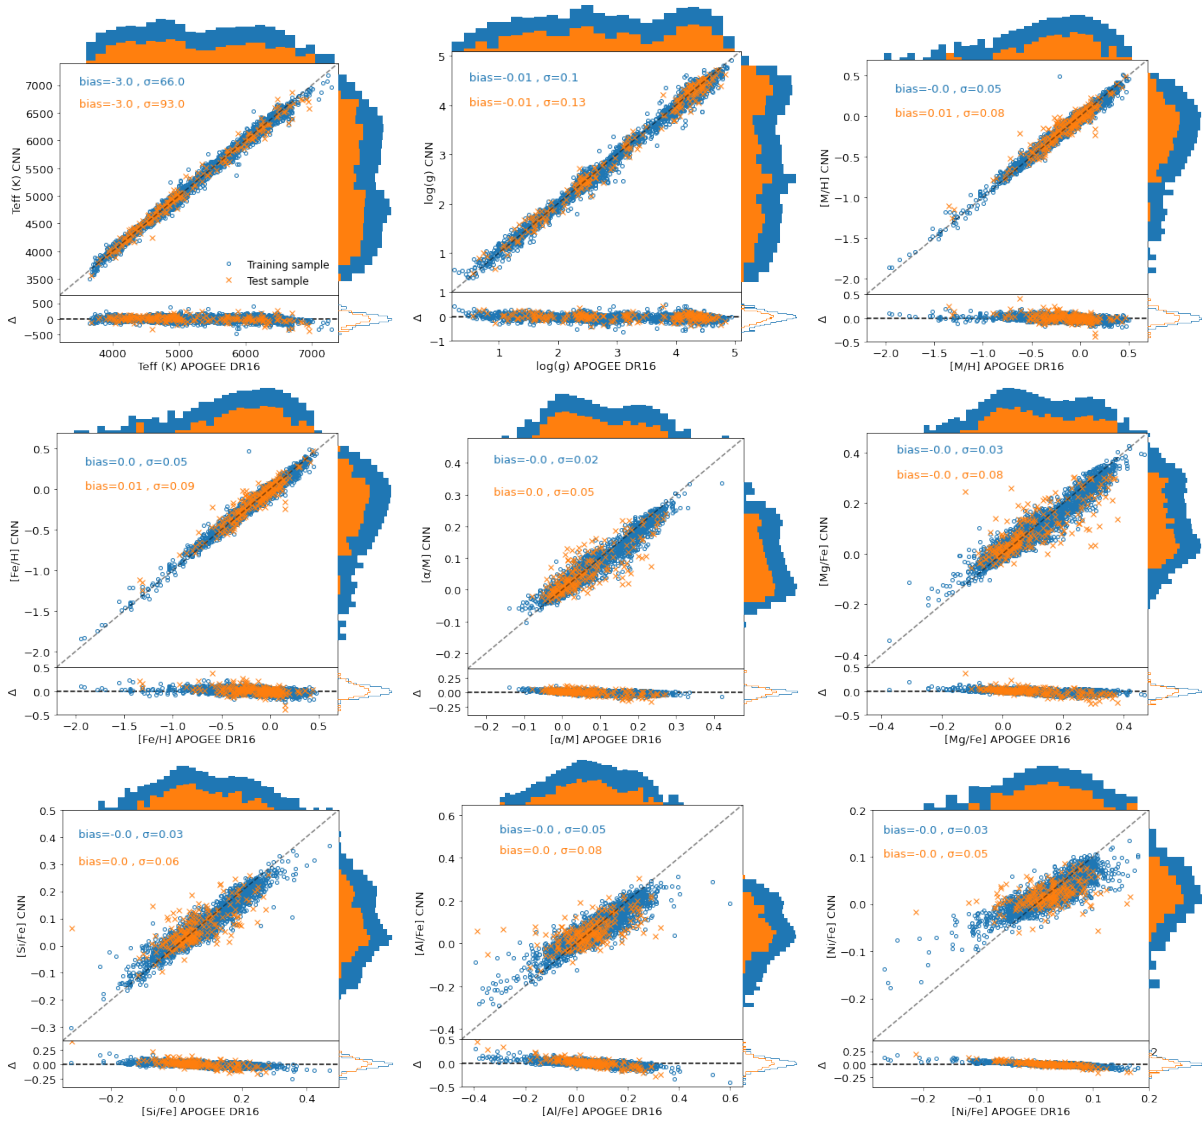 bias=-3.0 , σ=66.0
bias=-3.0 , σ=93.0
Training sample
Test sample
Teff (K) CNN
7000
6500
6000
5500
5000
4500
4000
3500
Δ
500
0
−500
4000 5000 6000 7000
Teff (K) APOGEE DR16
bias=-0.01 , σ=0.1
bias=-0.01 , σ=0.13
log(g) CNN
5
4
3
2
1
Δ
1
0
−1
1 2 3 4 5
log(g) APOGEE DR16
bias=-0.0 , σ=0.05
bias=0.01 , σ=0.08
[M/H] CNN
0.5
0.0
−0.5
−1.0
−1.5
−2.0
Δ
0.5
0.0
−0.5
−2.0 −1.5 −1.0 −0.5 0.0 0.5
[M/H] APOGEE DR16
bias=0.0 , σ=0.05
bias=0.01 , σ=0.09
[Fe/H] CNN
0.5
0.0
−0.5
−1.0
−1.5
−2.0
Δ
0.5
0.0
−0.5
−2.0 −1.5 −1.0 −0.5 0.0 0.5
[Fe/H] APOGEE DR16
bias=-0.0 , σ=0.02
bias=0.0 , σ=0.05
[α/M] CNN
0.4
0.3
0.2
0.1
0.0
−0.1
−0.2
Δ
0.25
0.00
−0.25
−0.2 −0.1 0.0 0.1 0.2 0.3 0.4
[α/M] APOGEE DR16
bias=-0.0 , σ=0.03
bias=-0.0 , σ=0.08
[Mg/Fe] CNN
0.4
0.2
0.0
−0.2
−0.4
Δ
0.5
0.0
−0.5
−0.4 −0.2 0.0 0.2 0.4
[Mg/Fe] APOGEE DR16
bias=-0.0 , σ=0.03
bias=0.0 , σ=0.06
[Si/Fe] CNN
0.5
0.4
0.3
0.2
0.1
0.0
−0.1
−0.2
−0.3
Δ
0.25
0.00
−0.25
−0.2 0.0 0.2 0.4
[Si/Fe] APOGEE DR16
bias=-0.0 , σ=0.05
bias=0.0 , σ=0.08
[Al/Fe] CNN
0.6
0.4
0.2
0.0
−0.2
−0.4
Δ
0.5
0.0
−0.5
−0.4 −0.2 0.0 0.2 0.4 0.6
[Al/Fe] APOGEE DR16
bias=-0.0 , σ=0.03
bias=-0.0 , σ=0.05
[Ni/Fe] CNN
0.2
0.1
0.0
−0.1
−0.2
Δ
0.25
0.00
−0.25
−0.2 −0.1 0.0 0.1 0.2
[Ni/Fe] APOGEE DR16